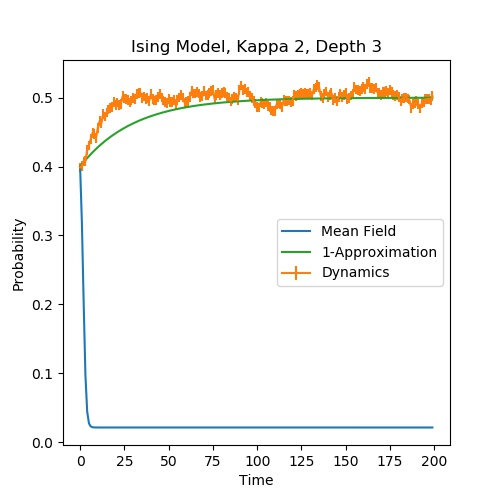 Ising Model, Kappa 2, Depth 3
Probability
0.5
0.4
0.3
0.2
0.1
0.0
Mean Field
1-Approximation
Dynamics
0 25 50 75 100 125 150 175 200
Time